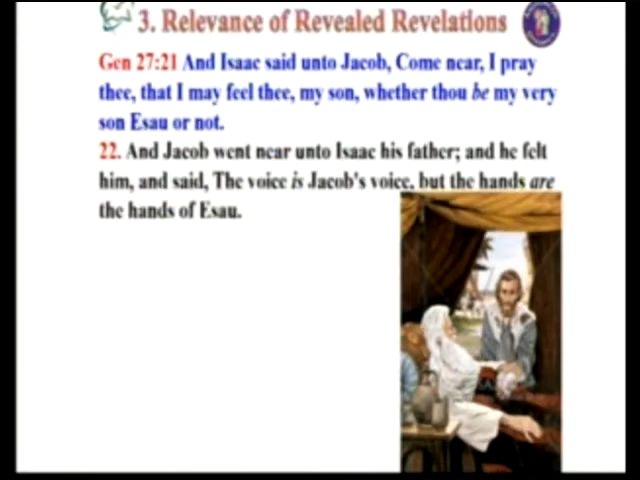 3. Relevance of Revealed Revelations
Gen 27:21 And Isaac said unto Jacob, Come near, I pray
thee, that I may feel thee, my son, whether thou be my very
son Esau or not.
22. And Jacob went near unto Isaac his father; and he felt
him, and said, The voice is Jacob's voice, but the hands are
the hands of Esau.